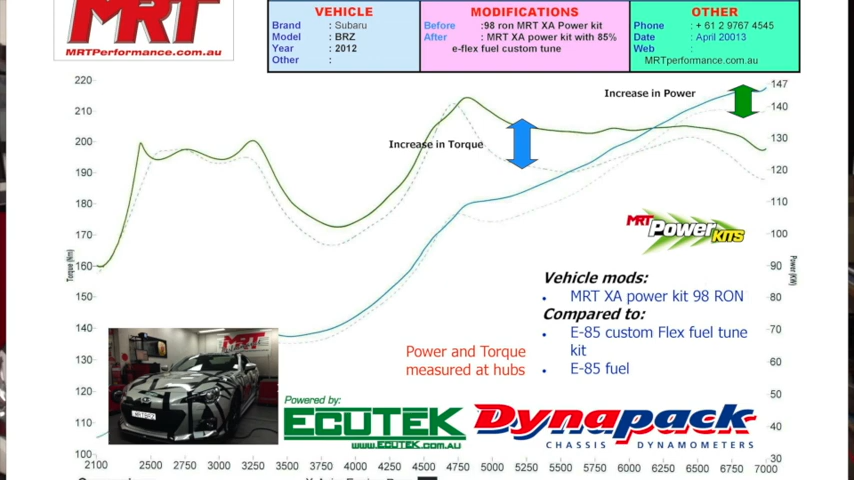 MRT
MRTPerformance.com.au
VEHICLE
Brand : Subaru
Model : BRZ
Year : 2012
Other :
MODIFICATIONS
Before :98 ron MRT XA Power kit
After : MRT XA power kit with 85%
e-flex fuel custom tune
OTHER
Phone : + 61 2 9767 4545
Date : April 20013
Web :
MRTperformance.com.au
220
210
200
190
180
170
160
150
140
130
120
110
100
Torque (Nm)
147
140
130
120
110
100
90
80
70
60
50
40
30
Power (KW)
Increase in Power
Increase in Torque
MRT Power KITS
Vehicle mods:
• MRT XA power kit 98 RON
Compared to:
• E-85 custom Flex fuel tune
kit
• E-85 fuel
Power and Torque
measured at hubs
MRT
Powered by:
ECUTEK
www.ECUTEK.COM.AU
Dynapack
CHASSIS DYNAMOMETERS
2100 2500 2750 3000 3250 3500 3750 4000 4250 4500 4750 5000 5250 5500 5750 6000 6250 6500 6750 7000